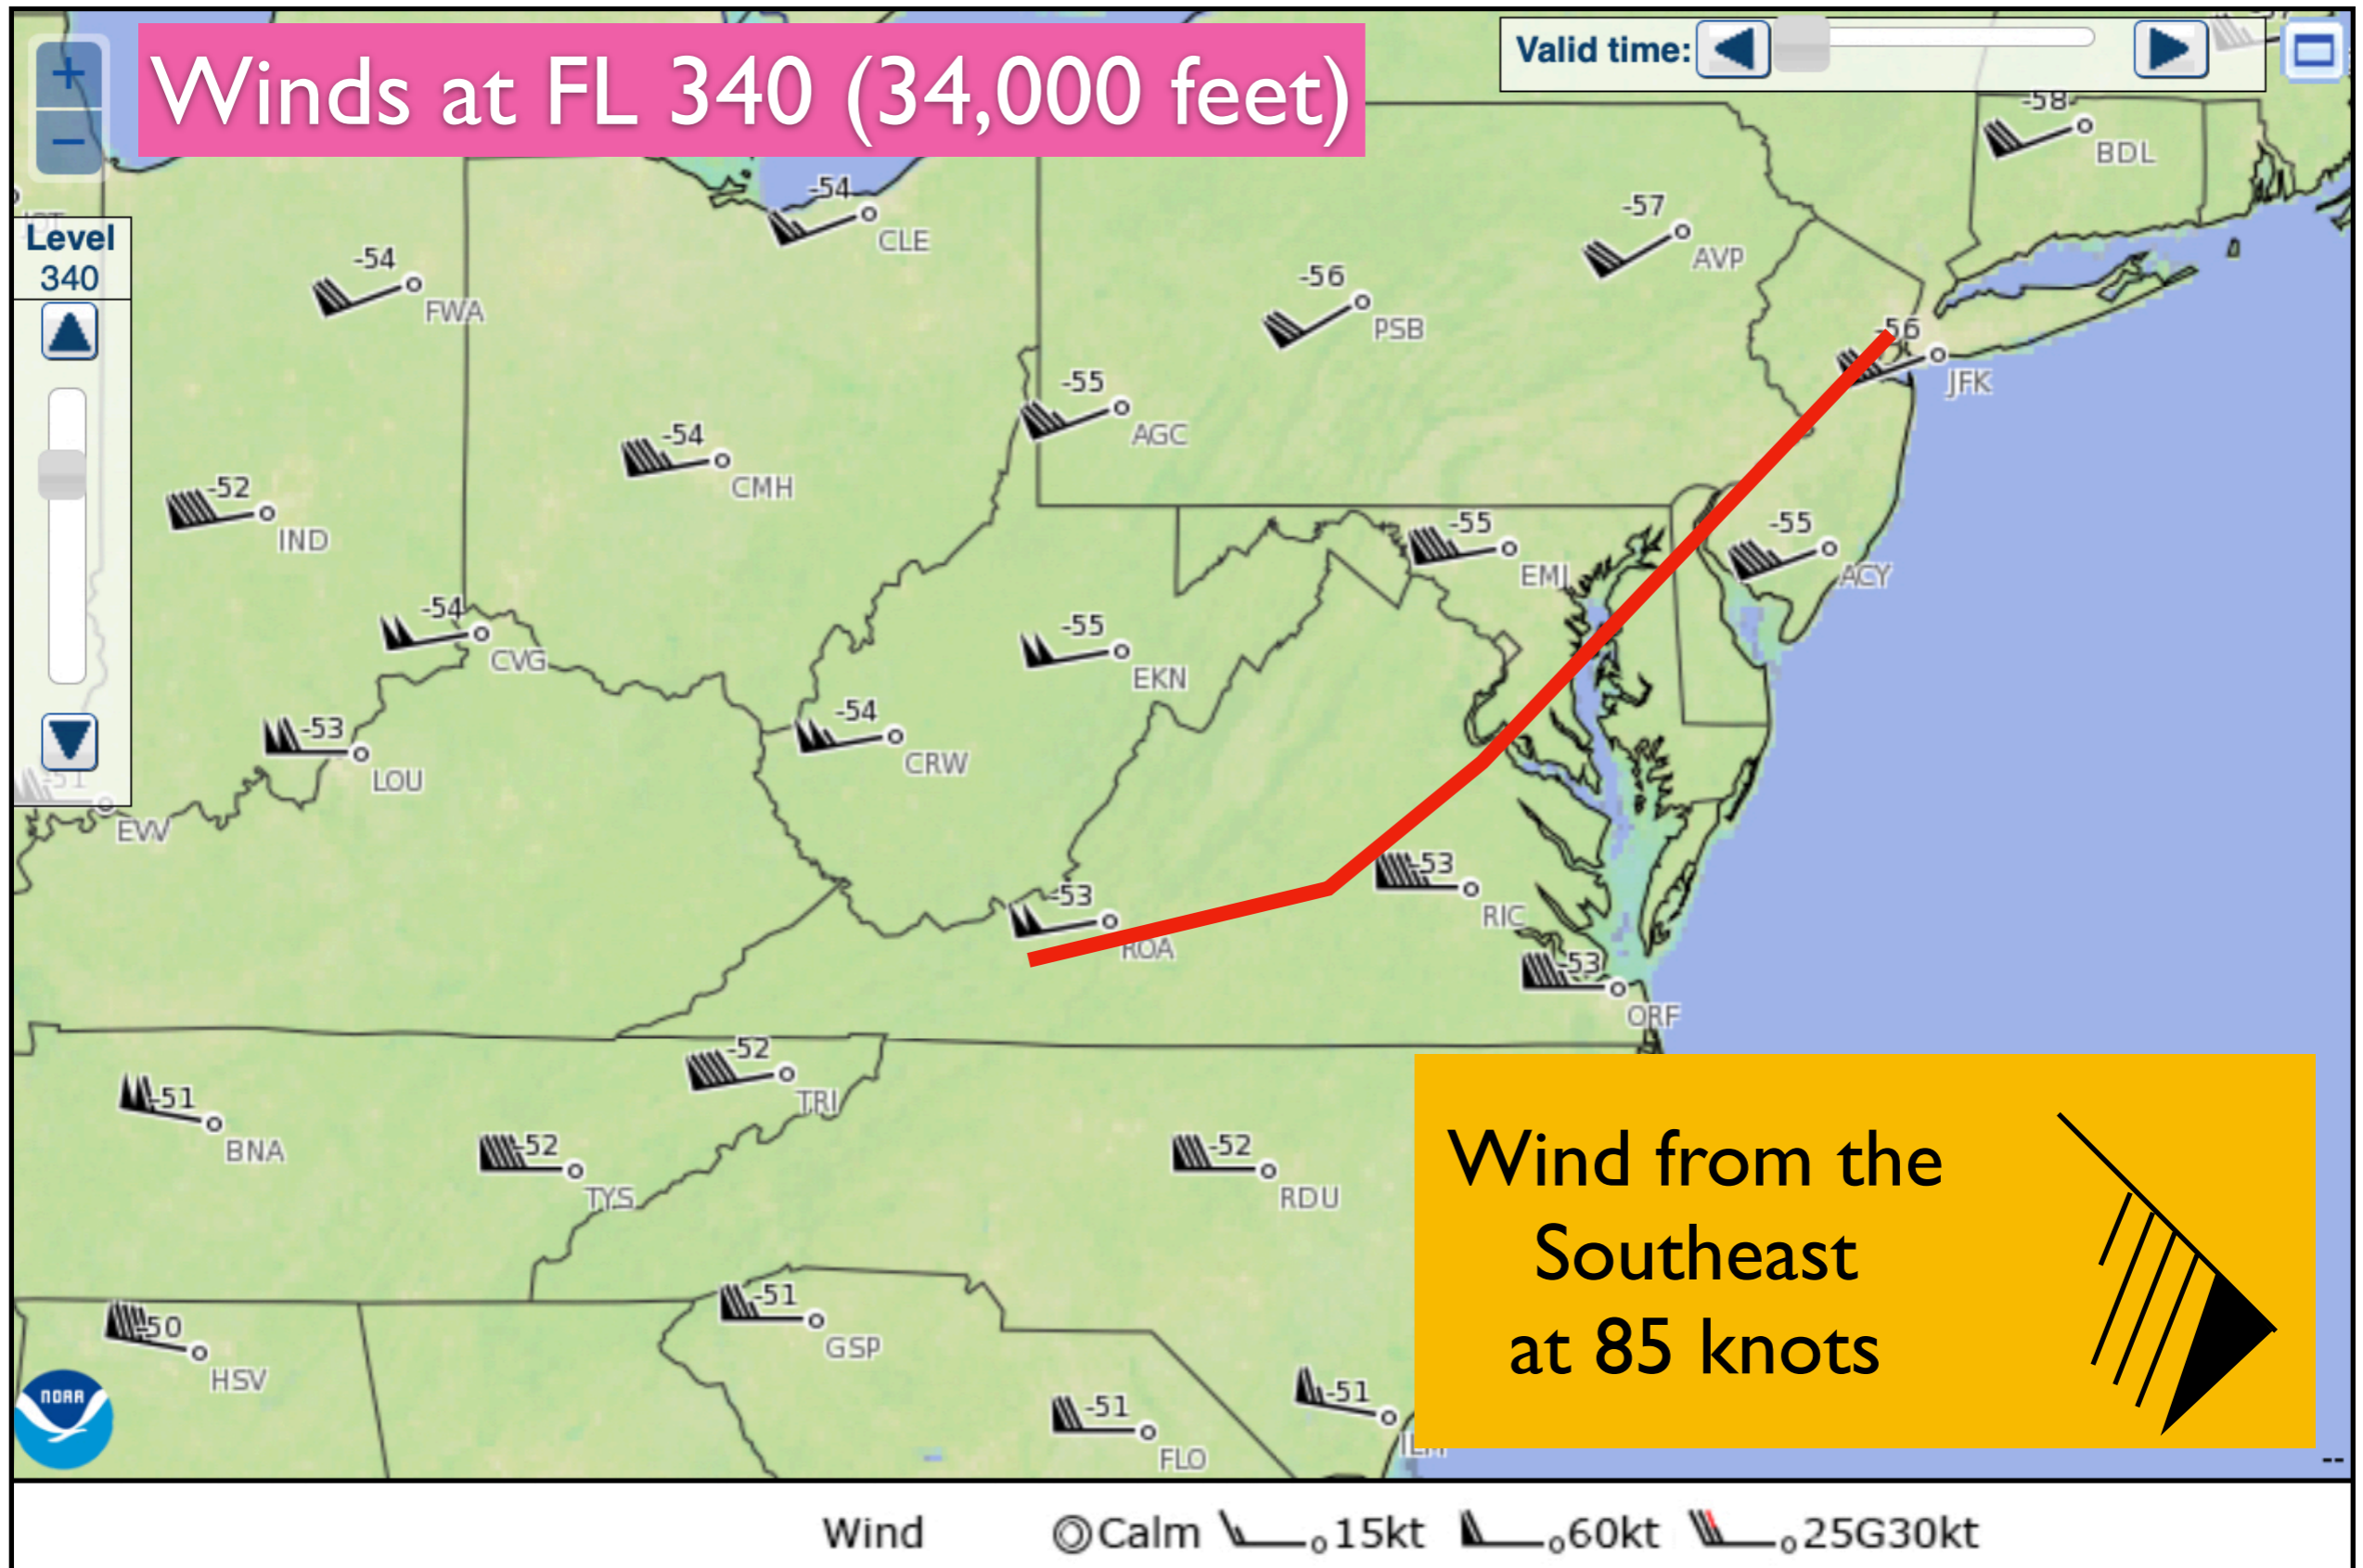 Winds at FL 340 (34,000 feet)
Valid time:
+
−
Level
340
-58
BDL
-54
CLE
-57
AVP
-54
FWA
-56
PSB
-56
JFK
-55
AGC
-54
CMH
-52
IND
-55
EMI
-55
ACY
-54
CVG
-55
EKN
-54
CRW
-53
LOU
-51
EVV
-53
RIC
-53
ROA
-53
ORF
-52
TRI
-51
BNA
-52
TYS
-52
RDU
Wind from the
Southeast
at 85 knots
-51
GSP
-50
HSV
-51
FLO
-51
ILM
NOAA
--
Wind Calm 15kt 60kt 25G30kt